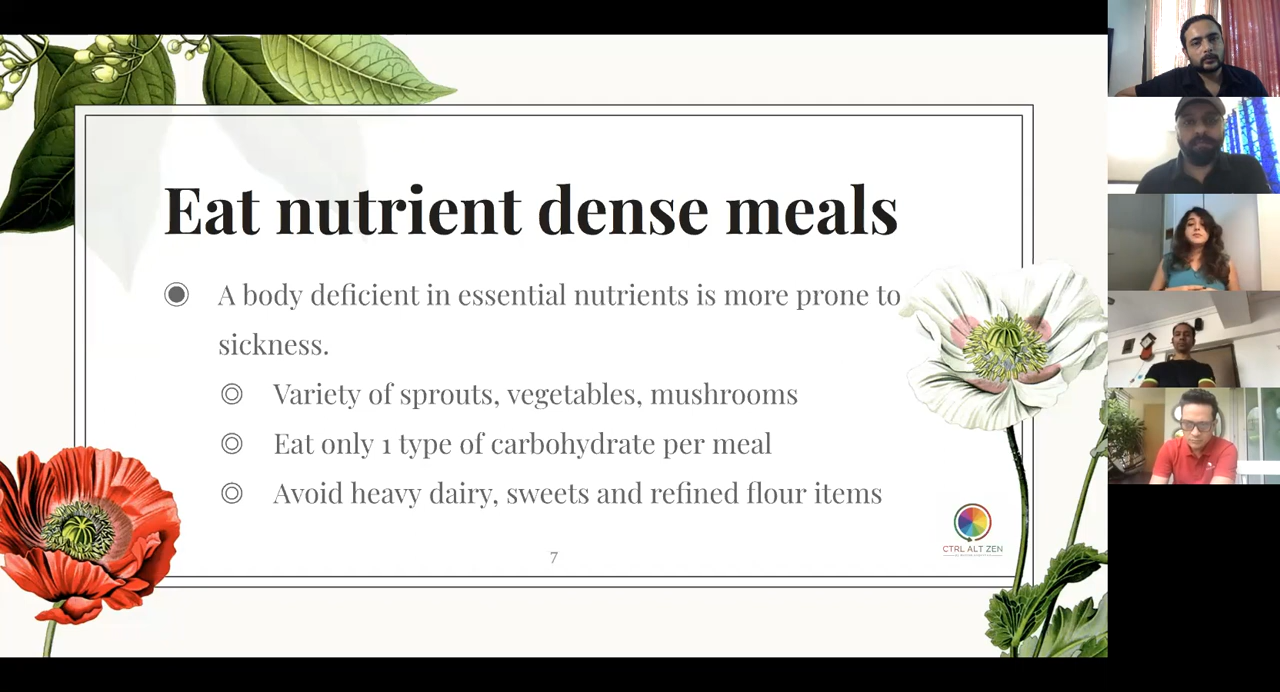 Eat nutrient dense meals
A body deficient in essential nutrients is more prone to
sickness.
Variety of sprouts, vegetables, mushrooms
Eat only 1 type of carbohydrate per meal
Avoid heavy dairy, sweets and refined flour items
CTRL ALT ZEN
7